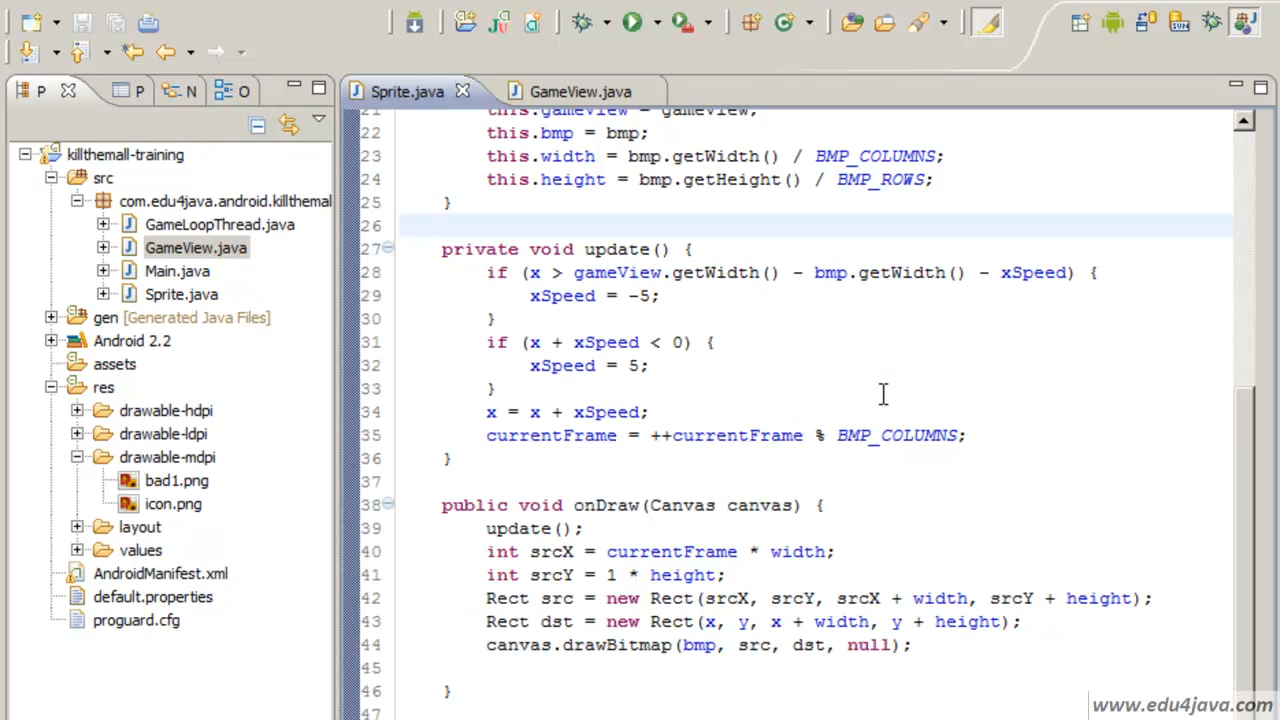 P
P
N
O
Sprite.java
GameView.java
killthemall-training
src
com.edu4java.android.killthemal
GameLoopThread.java
GameView.java
Main.java
Sprite.java
gen [Generated Java Files]
Android 2.2
assets
res
drawable-hdpi
drawable-ldpi
drawable-mdpi
bad1.png
icon.png
layout
values
AndroidManifest.xml
default.properties
proguard.cfg
21 this.gameView = gameView;
22 this.bmp = bmp;
23 this.width = bmp.getWidth() / BMP_COLUMNS;
24 this.height = bmp.getHeight() / BMP_ROWS;
25 }
26
27 private void update() {
28 if (x > gameView.getWidth() - bmp.getWidth() - xSpeed) {
29 xSpeed = -5;
30 }
31 if (x + xSpeed < 0) {
32 xSpeed = 5;
33 }
34 x = x + xSpeed;
35 currentFrame = ++currentFrame % BMP_COLUMNS;
36 }
37
38 public void onDraw(Canvas canvas) {
39 update();
40 int srcX = currentFrame * width;
41 int srcY = 1 * height;
42 Rect src = new Rect(srcX, srcY, srcX + width, srcY + height);
43 Rect dst = new Rect(x, y, x + width, y + height);
44 canvas.drawBitmap(bmp, src, dst, null);
45
46 }
47
www.edu4java.com